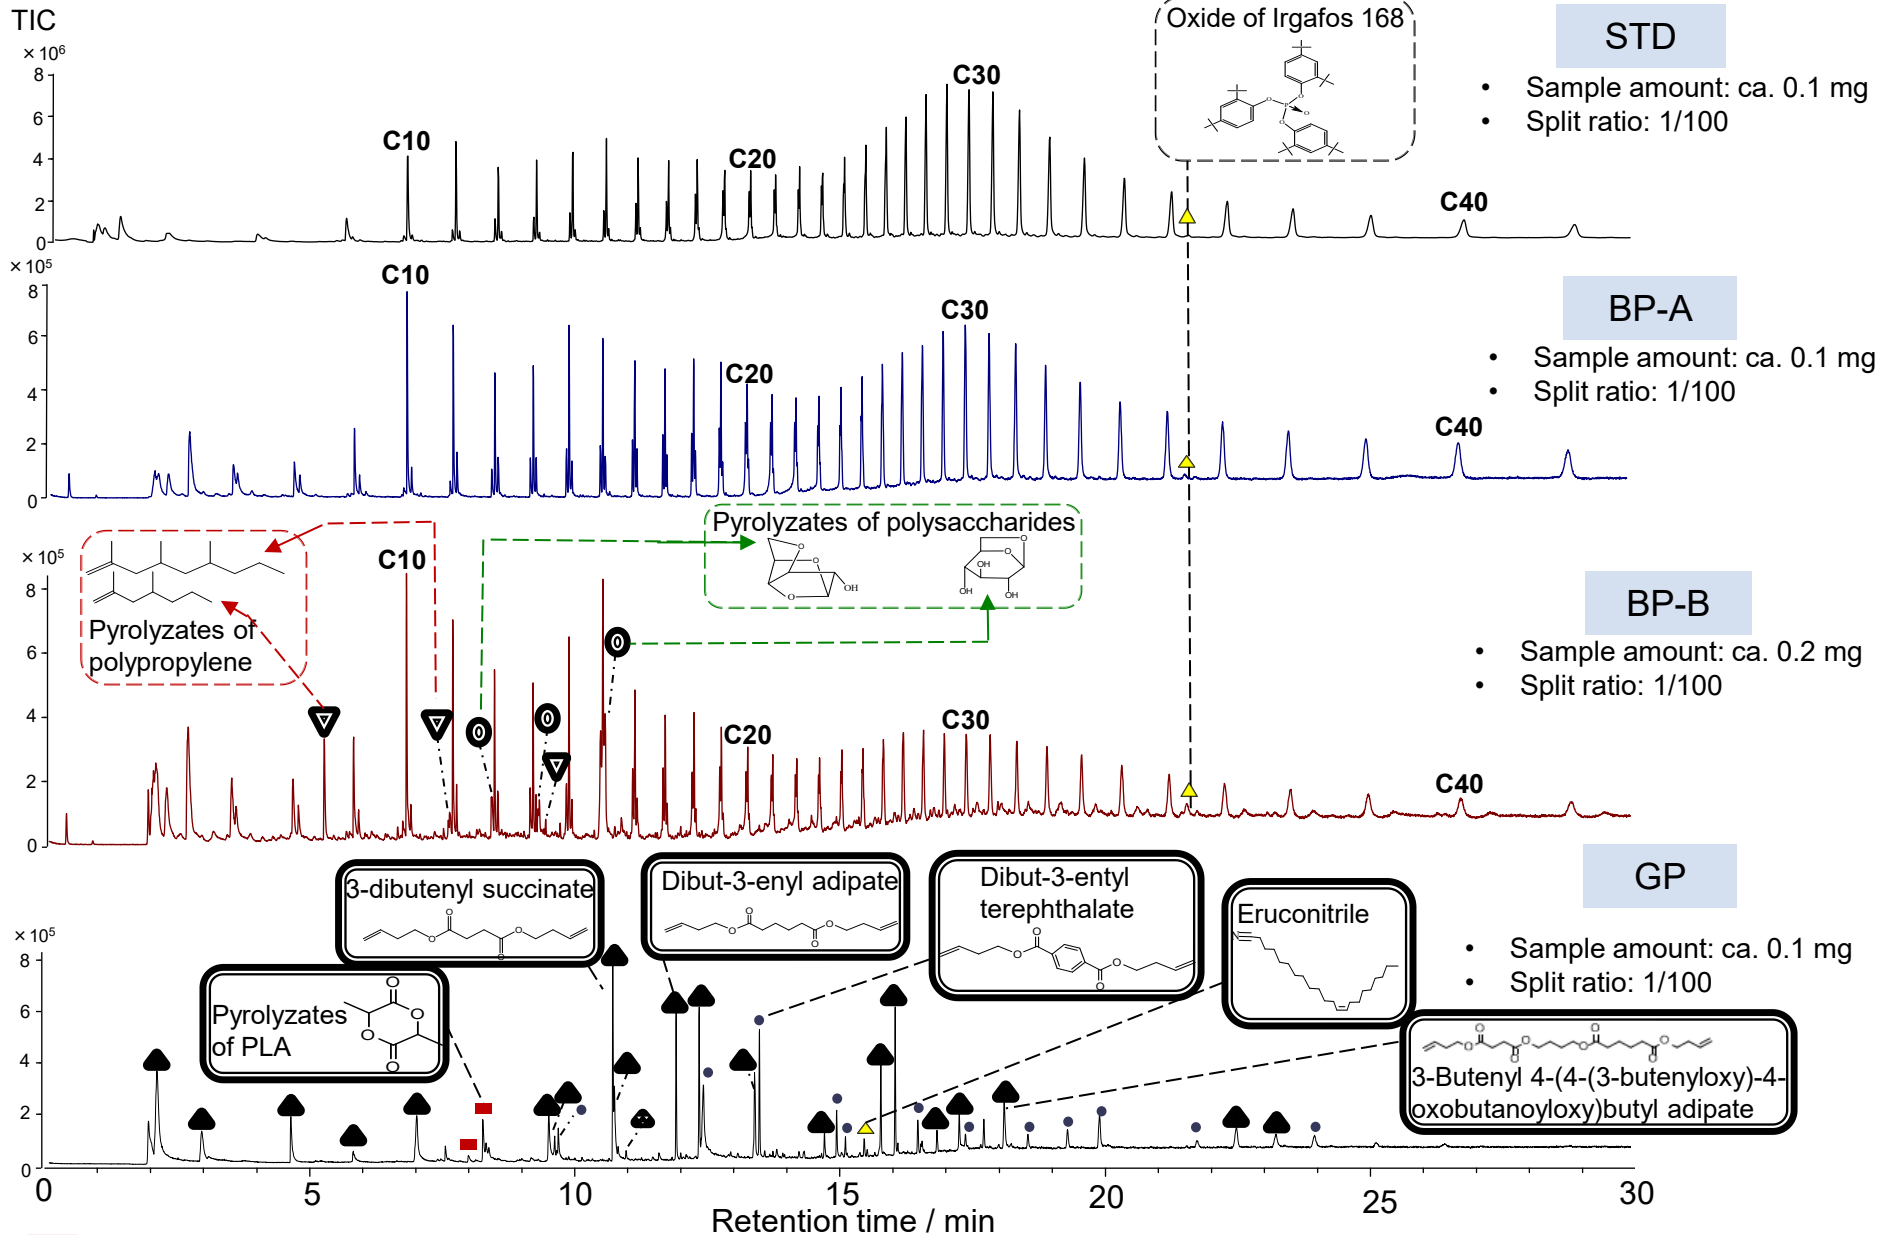 TIC
× 10⁶
8
6
4
2
0
C10
C20
C30
C40
Oxide of Irgafos 168
STD
• Sample amount: ca. 0.1 mg
• Split ratio: 1/100
× 10⁵
8
6
4
2
0
C10
C20
C30
C40
BP-A
• Sample amount: ca. 0.1 mg
• Split ratio: 1/100
× 10⁵
8
6
4
2
0
Pyrolyzates of
polypropylene
C10
Pyrolyzates of polysaccharides
O
O
O
OH
O
O
OH
OH
OH
C20
C30
C40
BP-B
• Sample amount: ca. 0.2 mg
• Split ratio: 1/100
× 10⁵
8
6
4
2
0
Pyrolyzates
of PLA
O
O
O
O
3-dibutenyl succinate
O
O
O
O
Dibut-3-enyl adipate
O
O
O
O
Dibut-3-entyl
terephthalate
O
O
O
O
Eruconitrile
N
GP
• Sample amount: ca. 0.1 mg
• Split ratio: 1/100
3-Butenyl 4-(4-(3-butenyloxy)-4-
oxobutanoyloxy)butyl adipate
0 5 10 15 20 25 30
Retention time / min